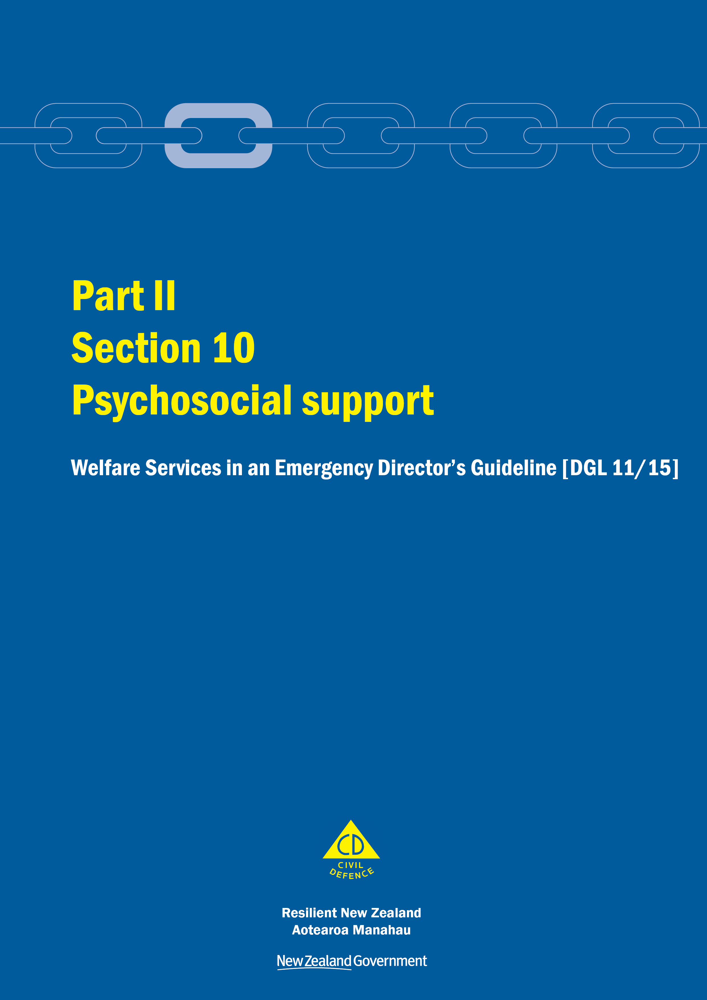 Part II
Section 10
Psychosocial support
Welfare Services in an Emergency Director’s Guideline [DGL 11/15]
CD
CIVIL
DEFENCE
Resilient New Zealand
Aotearoa Manahau
New Zealand Government